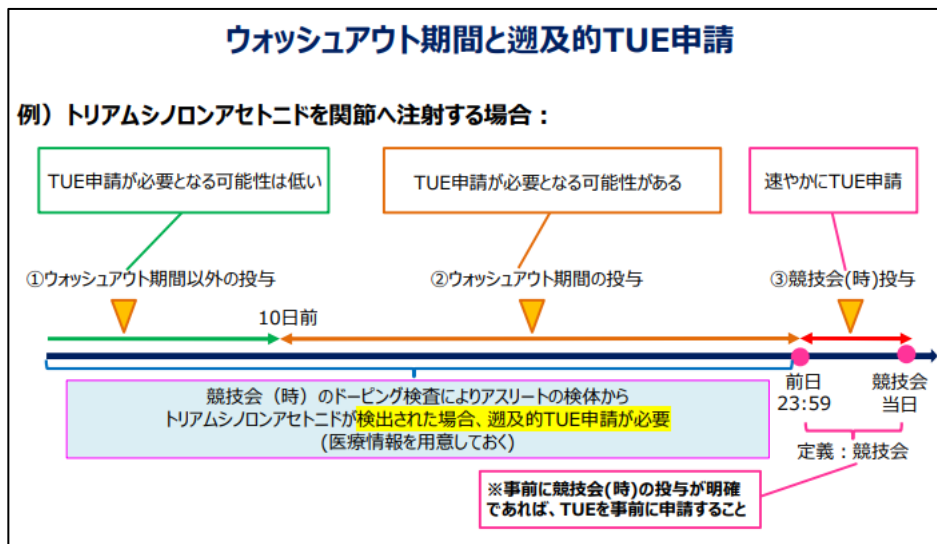 ウォッシュアウト期間と遡及的TUE申請
例）トリアムシノロンアセトニドを関節へ注射する場合：
TUE申請が必要となる可能性は低い
TUE申請が必要となる可能性がある
速やかにTUE申請
①ウォッシュアウト期間以外の投与
②ウォッシュアウト期間の投与
③競技会(時)投与
10日前
競技会（時）のドーピング検査によりアスリートの検体から
トリアムシノロンアセトニドが検出された場合、遡及的TUE申請が必要
(医療情報を用意しておく)
前日
23:59
競技会
当日
定義：競技会
※事前に競技会(時)の投与が明確
であれば、TUEを事前に申請すること